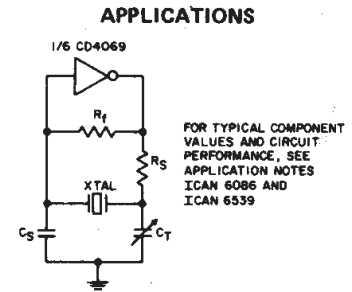 APPLICATIONS
1/6 CD4069
Rf
RS
XTAL
CS
CT
FOR TYPICAL COMPONENT
VALUES AND CIRCUIT
PERFORMANCE, SEE
APPLICATION NOTES
ICAN 6086 AND
ICAN 6539